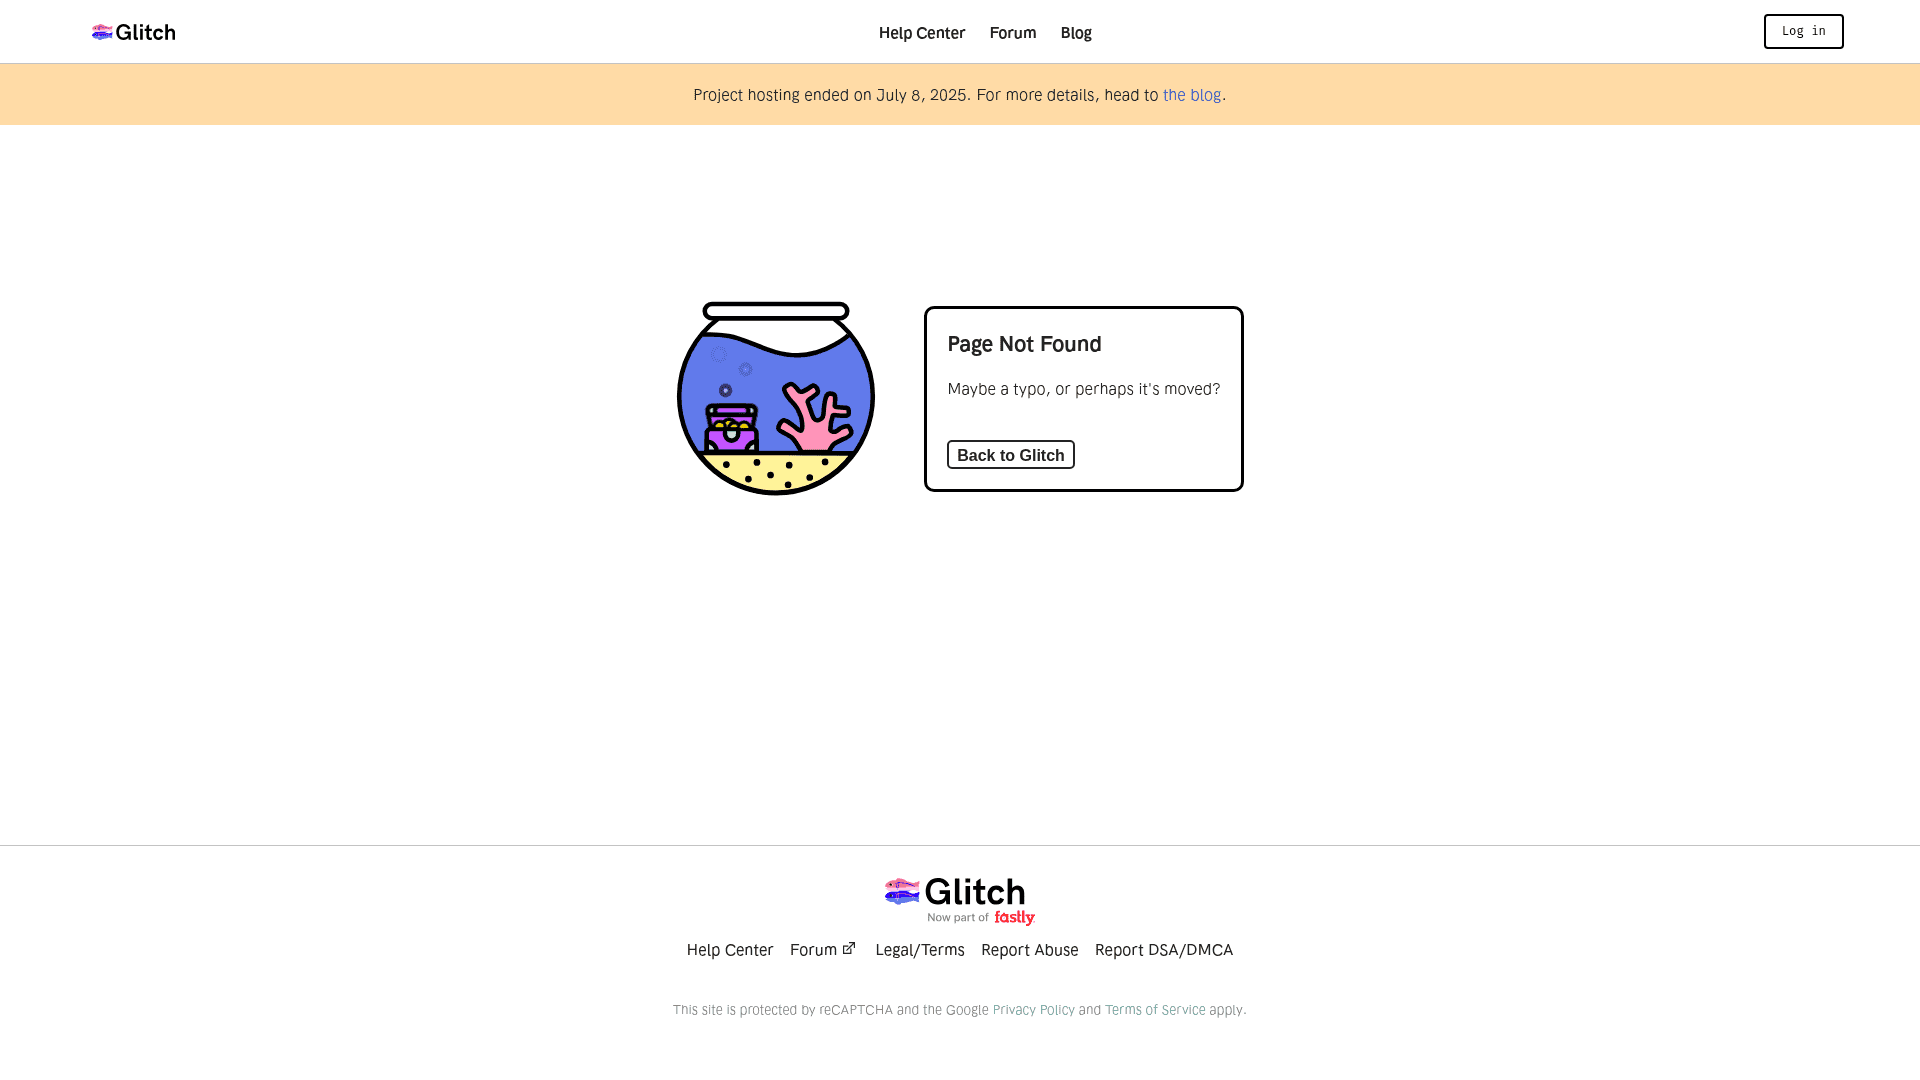 Glitch
Help Center Forum Blog
Log in
Project hosting ended on July 8, 2025. For more details, head to the blog.
Page Not Found
Maybe a typo, or perhaps it's moved?
Back to Glitch
Glitch
Now part of fastly
Help Center Forum Legal/Terms Report Abuse Report DSA/DMCA
This site is protected by reCAPTCHA and the Google Privacy Policy and Terms of Service apply.